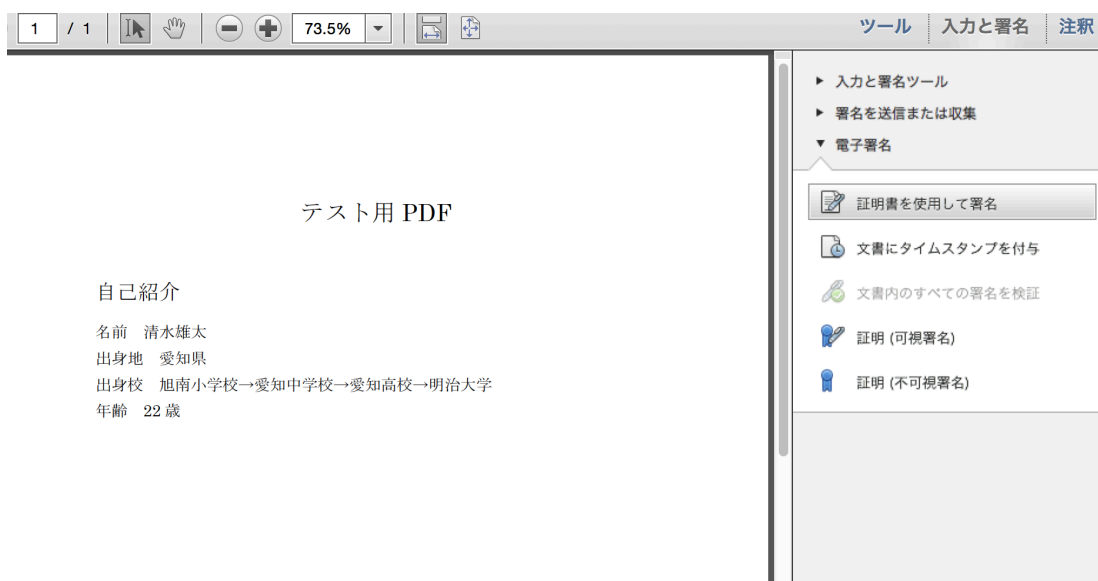 1 / 1 73.5% ツール 入力と署名 注釈
テスト用 PDF
自己紹介
名前　清水雄太
出身地　愛知県
出身校　旭南小学校→愛知中学校→愛知高校→明治大学
年齢　22 歳
入力と署名ツール
署名を送信または収集
電子署名
証明書を使用して署名
文書にタイムスタンプを付与
文書内のすべての署名を検証
証明 (可視署名)
証明 (不可視署名)